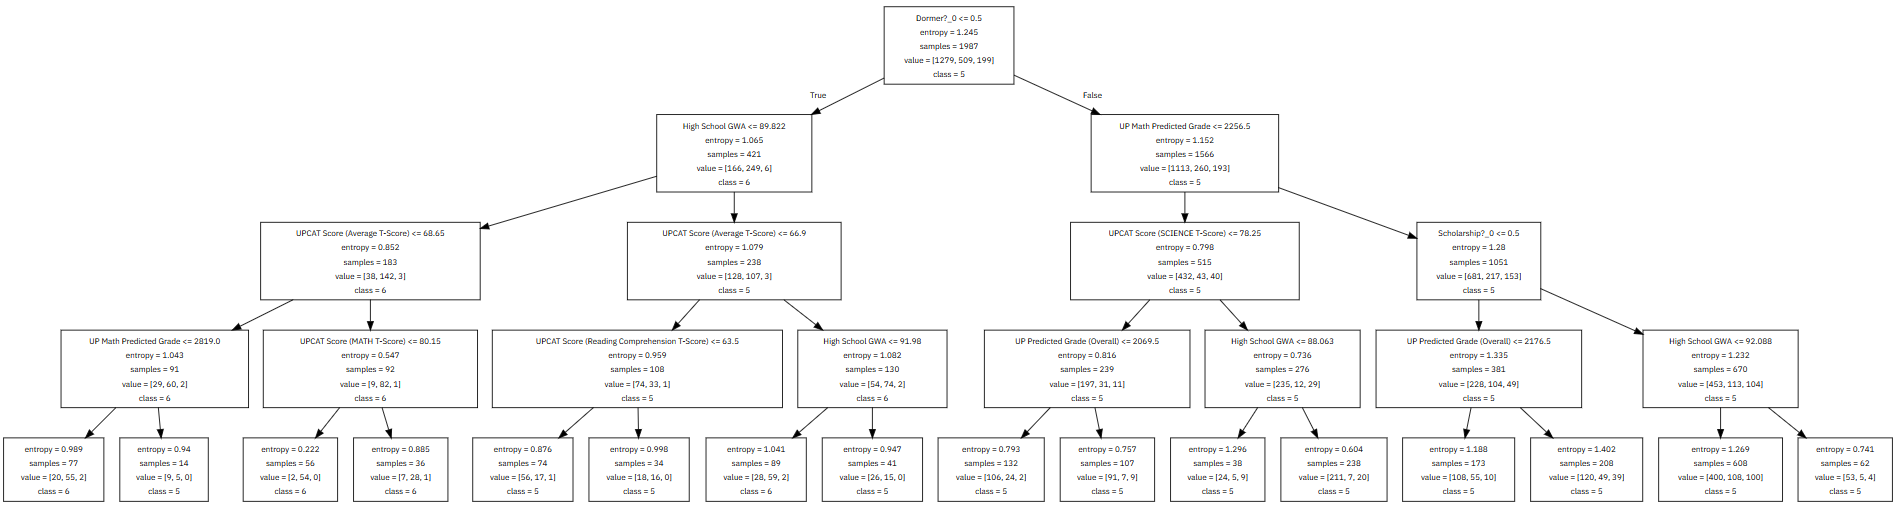 Dormer?_0 <= 0.5
entropy = 1.245
samples = 1987
value = [1279, 509, 199]
class = 5
True
False
High School GWA <= 89.822
entropy = 1.065
samples = 421
value = [166, 249, 6]
class = 6
UP Math Predicted Grade <= 2256.5
entropy = 1.152
samples = 1566
value = [1113, 260, 193]
class = 5
UPCAT Score (Average T-Score) <= 68.65
entropy = 0.852
samples = 183
value = [38, 142, 3]
class = 6
UPCAT Score (Average T-Score) <= 66.9
entropy = 1.079
samples = 238
value = [128, 107, 3]
class = 5
UPCAT Score (SCIENCE T-Score) <= 78.25
entropy = 0.798
samples = 515
value = [432, 43, 40]
class = 5
Scholarship?_0 <= 0.5
entropy = 1.28
samples = 1051
value = [681, 217, 153]
class = 5
UP Math Predicted Grade <= 2819.0
entropy = 1.043
samples = 91
value = [29, 60, 2]
class = 6
UPCAT Score (MATH T-Score) <= 80.15
entropy = 0.547
samples = 92
value = [9, 82, 1]
class = 6
UPCAT Score (Reading Comprehension T-Score) <= 63.5
entropy = 0.959
samples = 108
value = [74, 33, 1]
class = 5
High School GWA <= 91.98
entropy = 1.082
samples = 130
value = [54, 74, 2]
class = 6
UP Predicted Grade (Overall) <= 2069.5
entropy = 0.816
samples = 239
value = [197, 31, 11]
class = 5
High School GWA <= 88.063
entropy = 0.736
samples = 276
value = [235, 12, 29]
class = 5
UP Predicted Grade (Overall) <= 2176.5
entropy = 1.335
samples = 381
value = [228, 104, 49]
class = 5
High School GWA <= 92.088
entropy = 1.232
samples = 670
value = [453, 113, 104]
class = 5
entropy = 0.989
samples = 77
value = [20, 55, 2]
class = 6
entropy = 0.94
samples = 14
value = [9, 5, 0]
class = 5
entropy = 0.222
samples = 56
value = [2, 54, 0]
class = 6
entropy = 0.885
samples = 36
value = [7, 28, 1]
class = 6
entropy = 0.876
samples = 74
value = [56, 17, 1]
class = 5
entropy = 0.998
samples = 34
value = [18, 16, 0]
class = 5
entropy = 1.041
samples = 89
value = [28, 59, 2]
class = 6
entropy = 0.947
samples = 41
value = [26, 15, 0]
class = 5
entropy = 0.793
samples = 132
value = [106, 24, 2]
class = 5
entropy = 0.757
samples = 107
value = [91, 7, 9]
class = 5
entropy = 1.296
samples = 38
value = [24, 5, 9]
class = 5
entropy = 0.604
samples = 238
value = [211, 7, 20]
class = 5
entropy = 1.188
samples = 173
value = [108, 55, 10]
class = 5
entropy = 1.402
samples = 208
value = [120, 49, 39]
class = 5
entropy = 1.269
samples = 608
value = [400, 108, 100]
class = 5
entropy = 0.741
samples = 62
value = [53, 5, 4]
class = 5